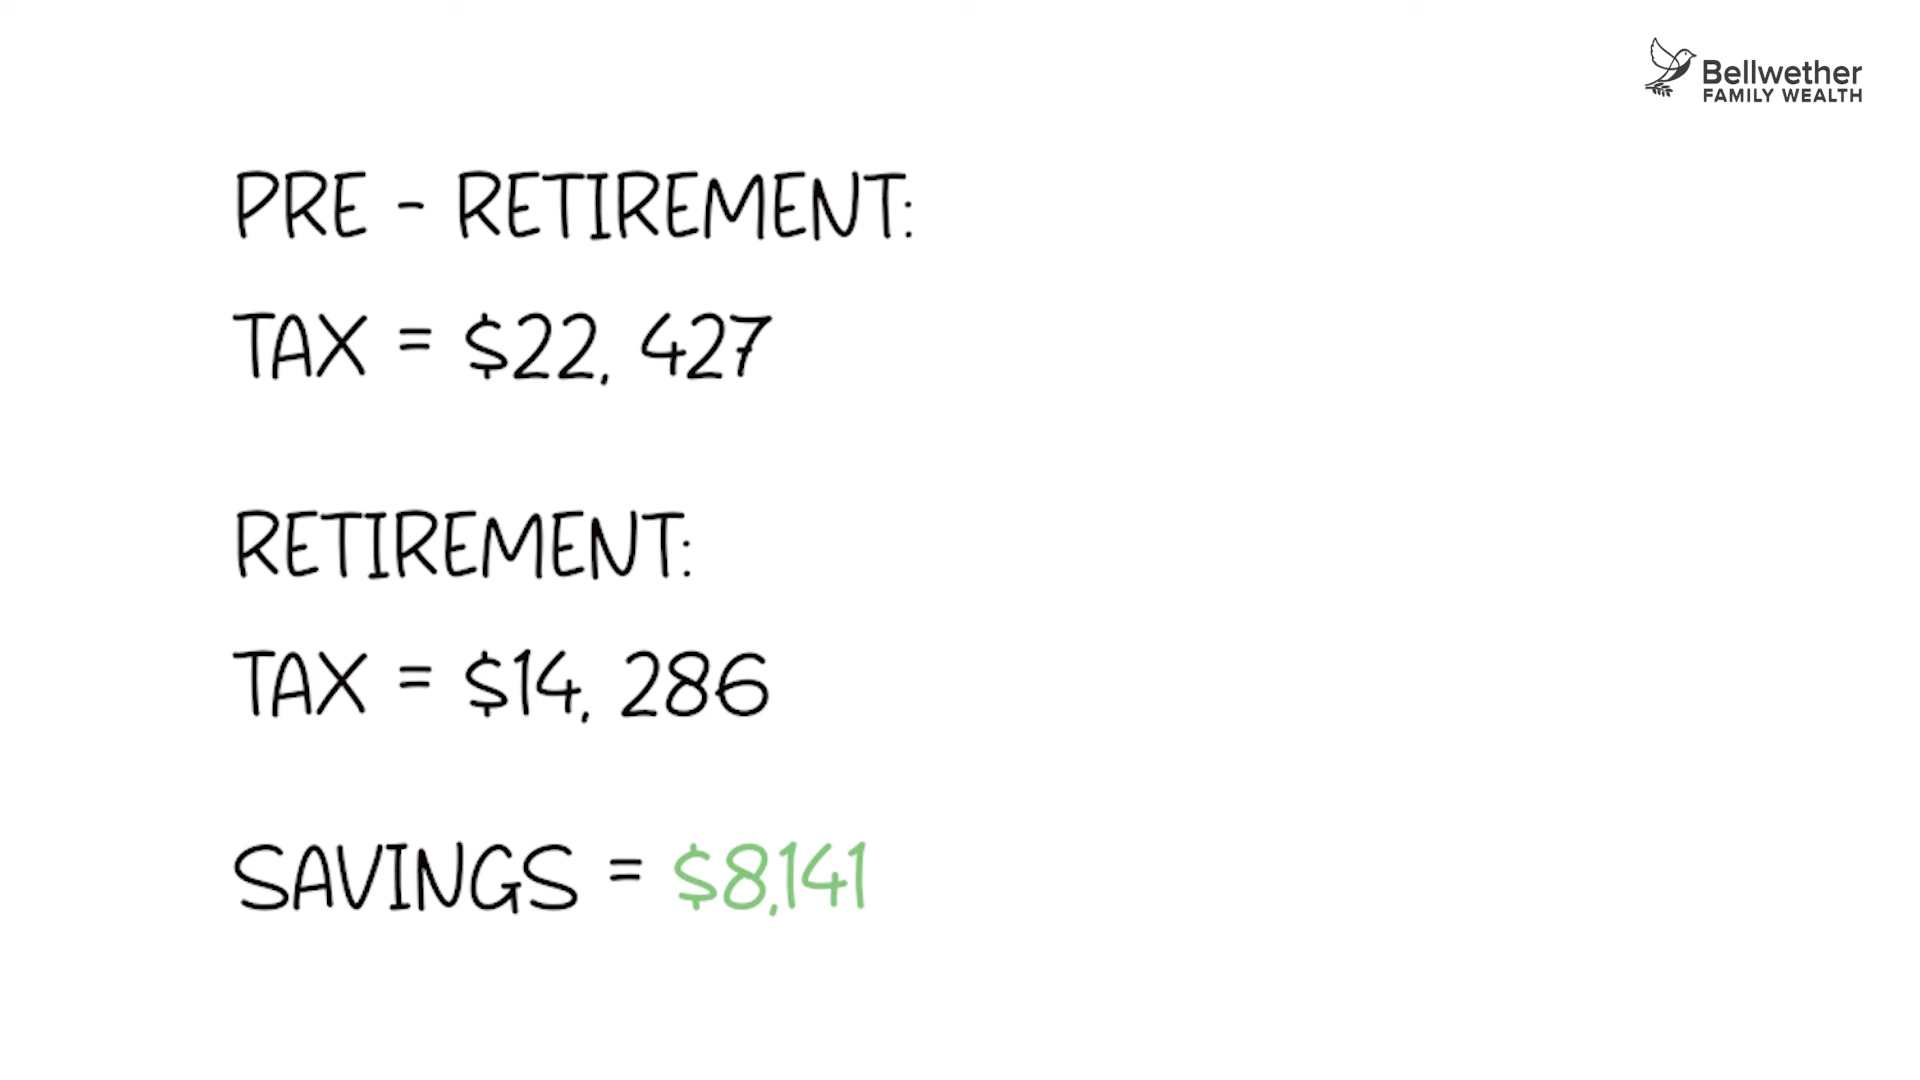 Bellwether
FAMILY WEALTH
PRE - RETIREMENT:
TAX = $22, 427
RETIREMENT:
TAX = $14, 286
SAVINGS = $8,141